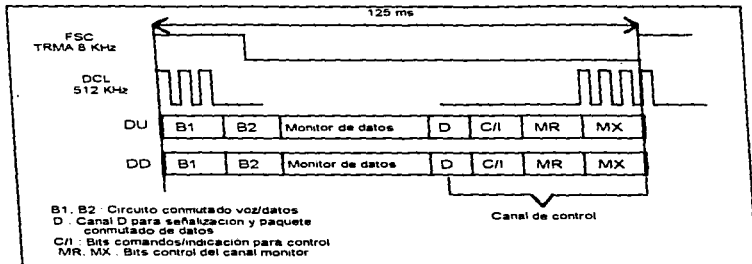 125 ms
FSC
TRMA 8 KHz
DCL
512 KHz
DU B1 B2 Monitor de datos D C/I MR MX
DD B1 B2 Monitor de datos D C/I MR MX
Canal de control
B1, B2 : Circuito conmutado voz/datos
D : Canal D para señalización y paquete
conmutado de datos
C/I : Bits comandos/indicación para control
MR, MX : Bits control del canal monitor